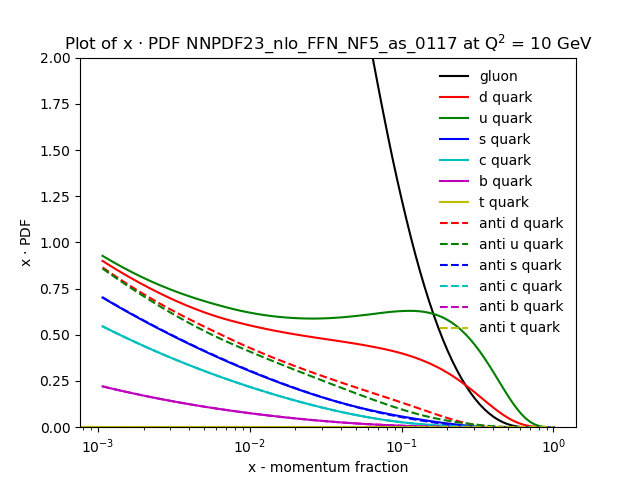 Plot of x · PDF NNPDF23_nlo_FFN_NF5_as_0117 at Q² = 10 GeV
2.00
1.75
1.50
1.25
1.00
0.75
0.50
0.25
0.00
x · PDF
gluon
d quark
u quark
s quark
c quark
b quark
t quark
anti d quark
anti u quark
anti s quark
anti c quark
anti b quark
anti t quark
10⁻³ 10⁻² 10⁻¹ 10⁰
x - momentum fraction